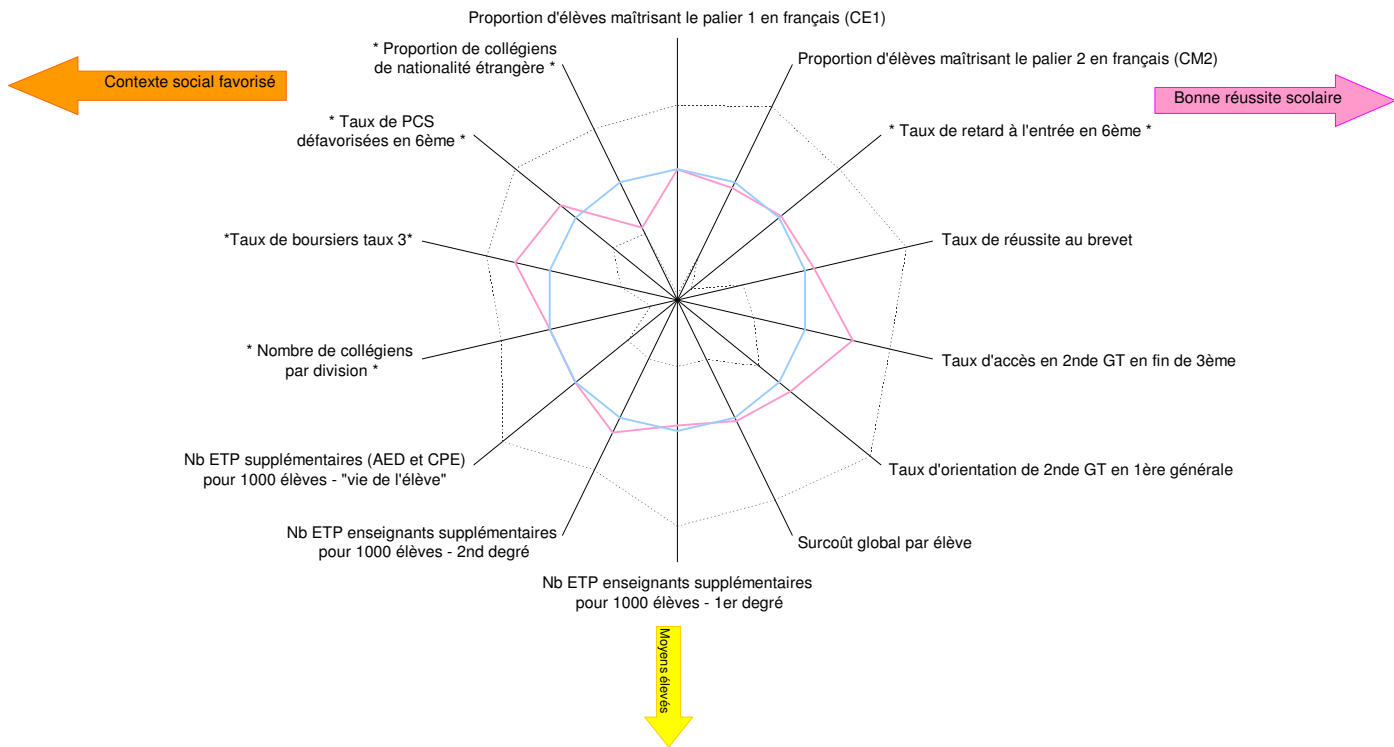 Proportion d'élèves maîtrisant le palier 1 en français (CE1)
* Proportion de collégiens
de nationalité étrangère *
Proportion d'élèves maîtrisant le palier 2 en français (CM2)
Contexte social favorisé
Bonne réussite scolaire
* Taux de PCS
défavorisées en 6ème *
* Taux de retard à l'entrée en 6ème *
*Taux de boursiers taux 3*
Taux de réussite au brevet
* Nombre de collégiens
par division *
Taux d'accès en 2nde GT en fin de 3ème
Nb ETP supplémentaires (AED et CPE)
pour 1000 élèves - "vie de l'élève"
Taux d'orientation de 2nde GT en 1ère générale
Nb ETP enseignants supplémentaires
pour 1000 élèves - 2nd degré
Surcoût global par élève
Nb ETP enseignants supplémentaires
pour 1000 élèves - 1er degré
Moyens élevés